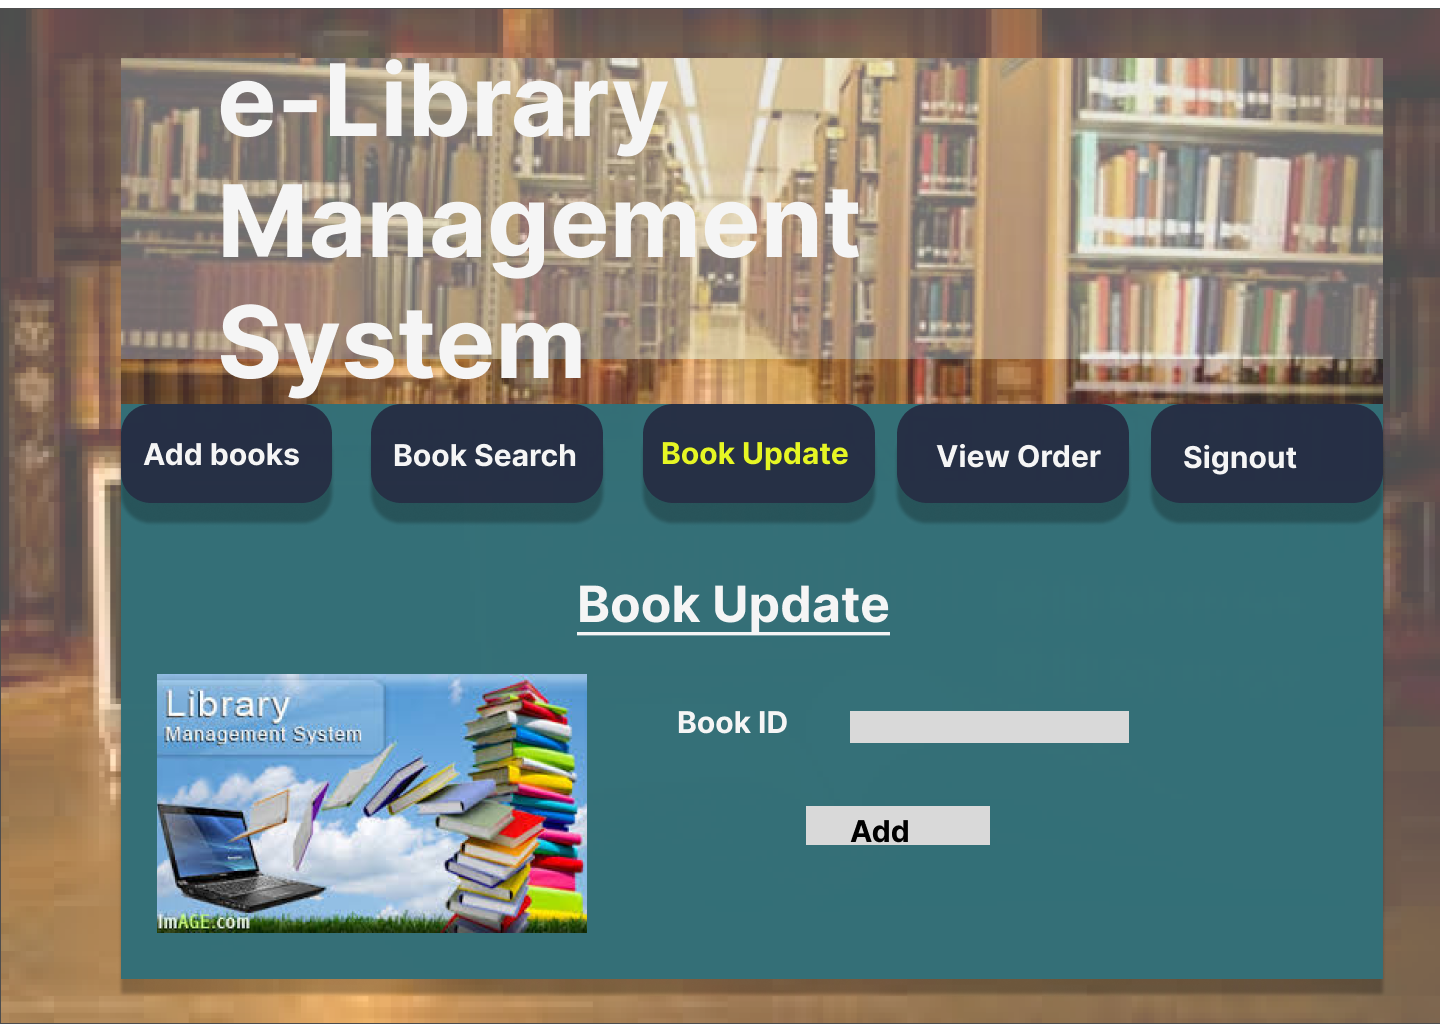 e-Library
Management
System
Add books
Book Search
Book Update
View Order
Signout
Book Update
Library
Management System
Book ID
Add
ImAGE.com